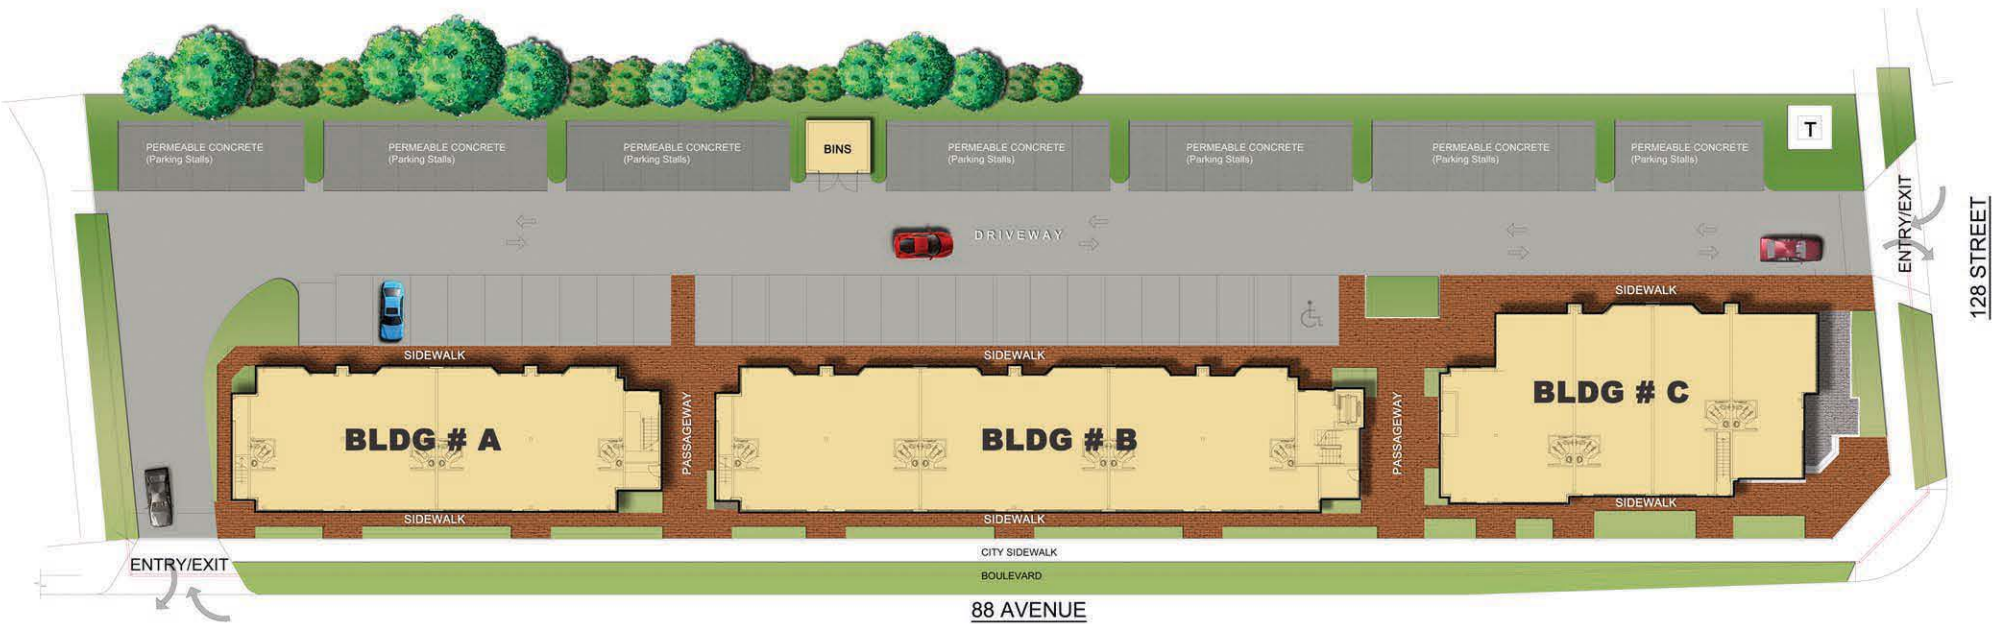 PERMEABLE CONCRETE
(Parking Stalls)
PERMEABLE CONCRETE
(Parking Stalls)
PERMEABLE CONCRETE
(Parking Stalls)
BINS
PERMEABLE CONCRETE
(Parking Stalls)
PERMEABLE CONCRETE
(Parking Stalls)
PERMEABLE CONCRETE
(Parking Stalls)
PERMEABLE CONCRETE
(Parking Stalls)
T
DRIVEWAY
ENTRY/EXIT
128 STREET
SIDEWALK
SIDEWALK
SIDEWALK
BLDG # A
PASSAGEWAY
BLDG # B
PASSAGEWAY
BLDG # C
SIDEWALK
SIDEWALK
SIDEWALK
CITY SIDEWALK
ENTRY/EXIT
BOULEVARD
88 AVENUE